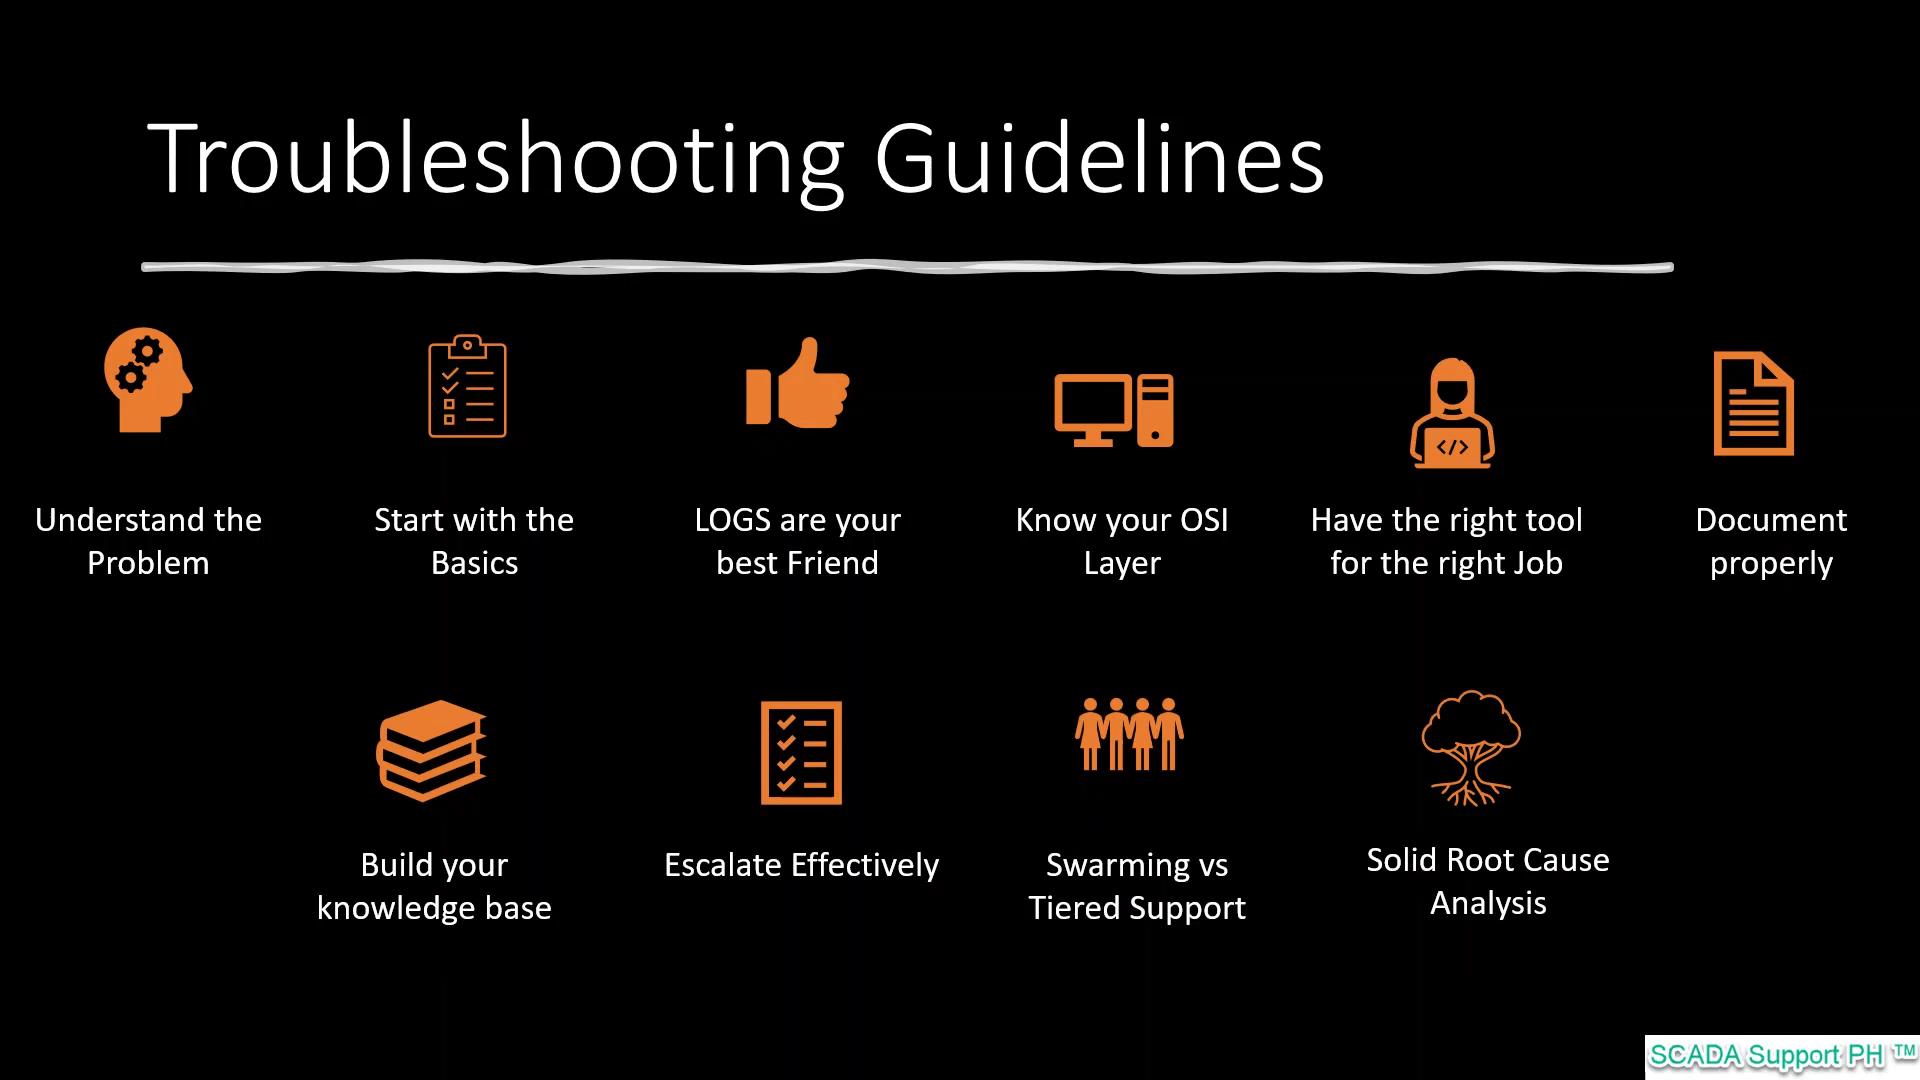 Troubleshooting Guidelines
Understand the
Problem
Start with the
Basics
LOGS are your
best Friend
Know your OSI
Layer
Have the right tool
for the right Job
</>
Document
properly
Build your
knowledge base
Escalate Effectively
Swarming vs
Tiered Support
Solid Root Cause
Analysis
SCADA Support PH ™